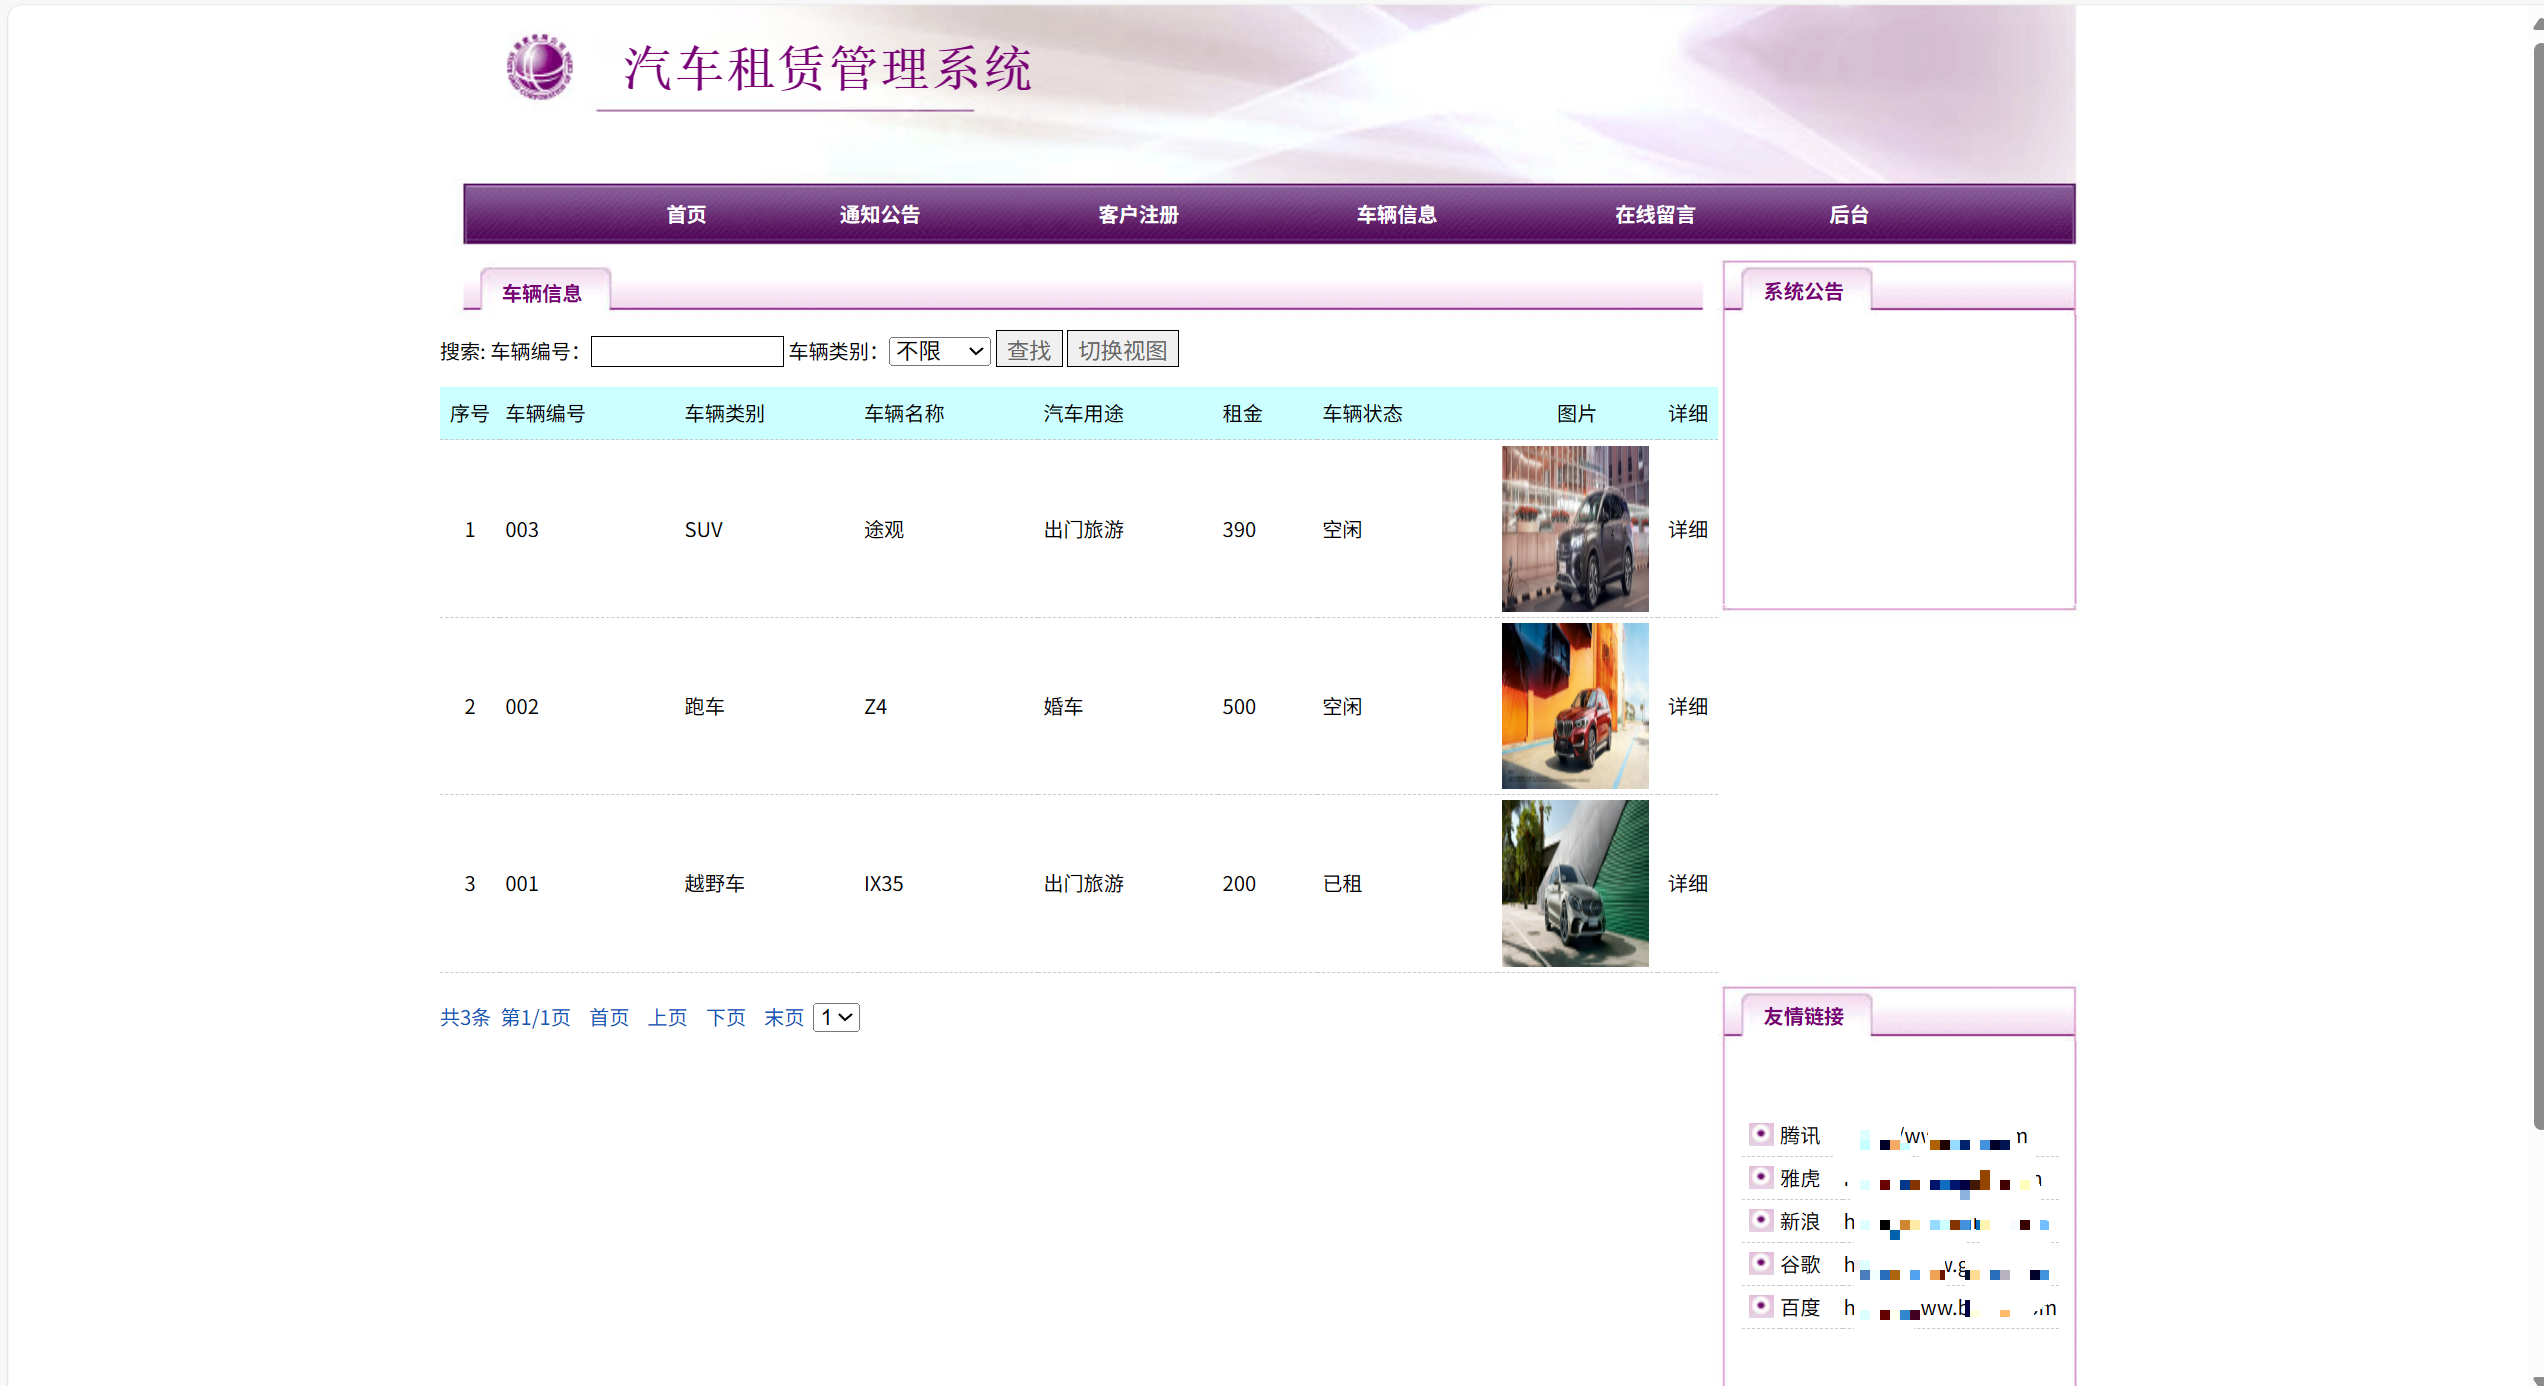 汽车租赁管理系统
首页 通知公告 客户注册 车辆信息 在线留言 后台
车辆信息
系统公告
搜索: 车辆编号： 车辆类别： 不限 查找 切换视图
序号 车辆编号 车辆类别 车辆名称 汽车用途 租金 车辆状态 图片 详细
1 003 SUV 途观 出门旅游 390 空闲 详细
2 002 跑车 Z4 婚车 500 空闲 详细
3 001 越野车 IX35 出门旅游 200 已租 详细
共3条 第1/1页 首页 上页 下页 末页 1
友情链接
腾讯
雅虎
新浪
谷歌
百度